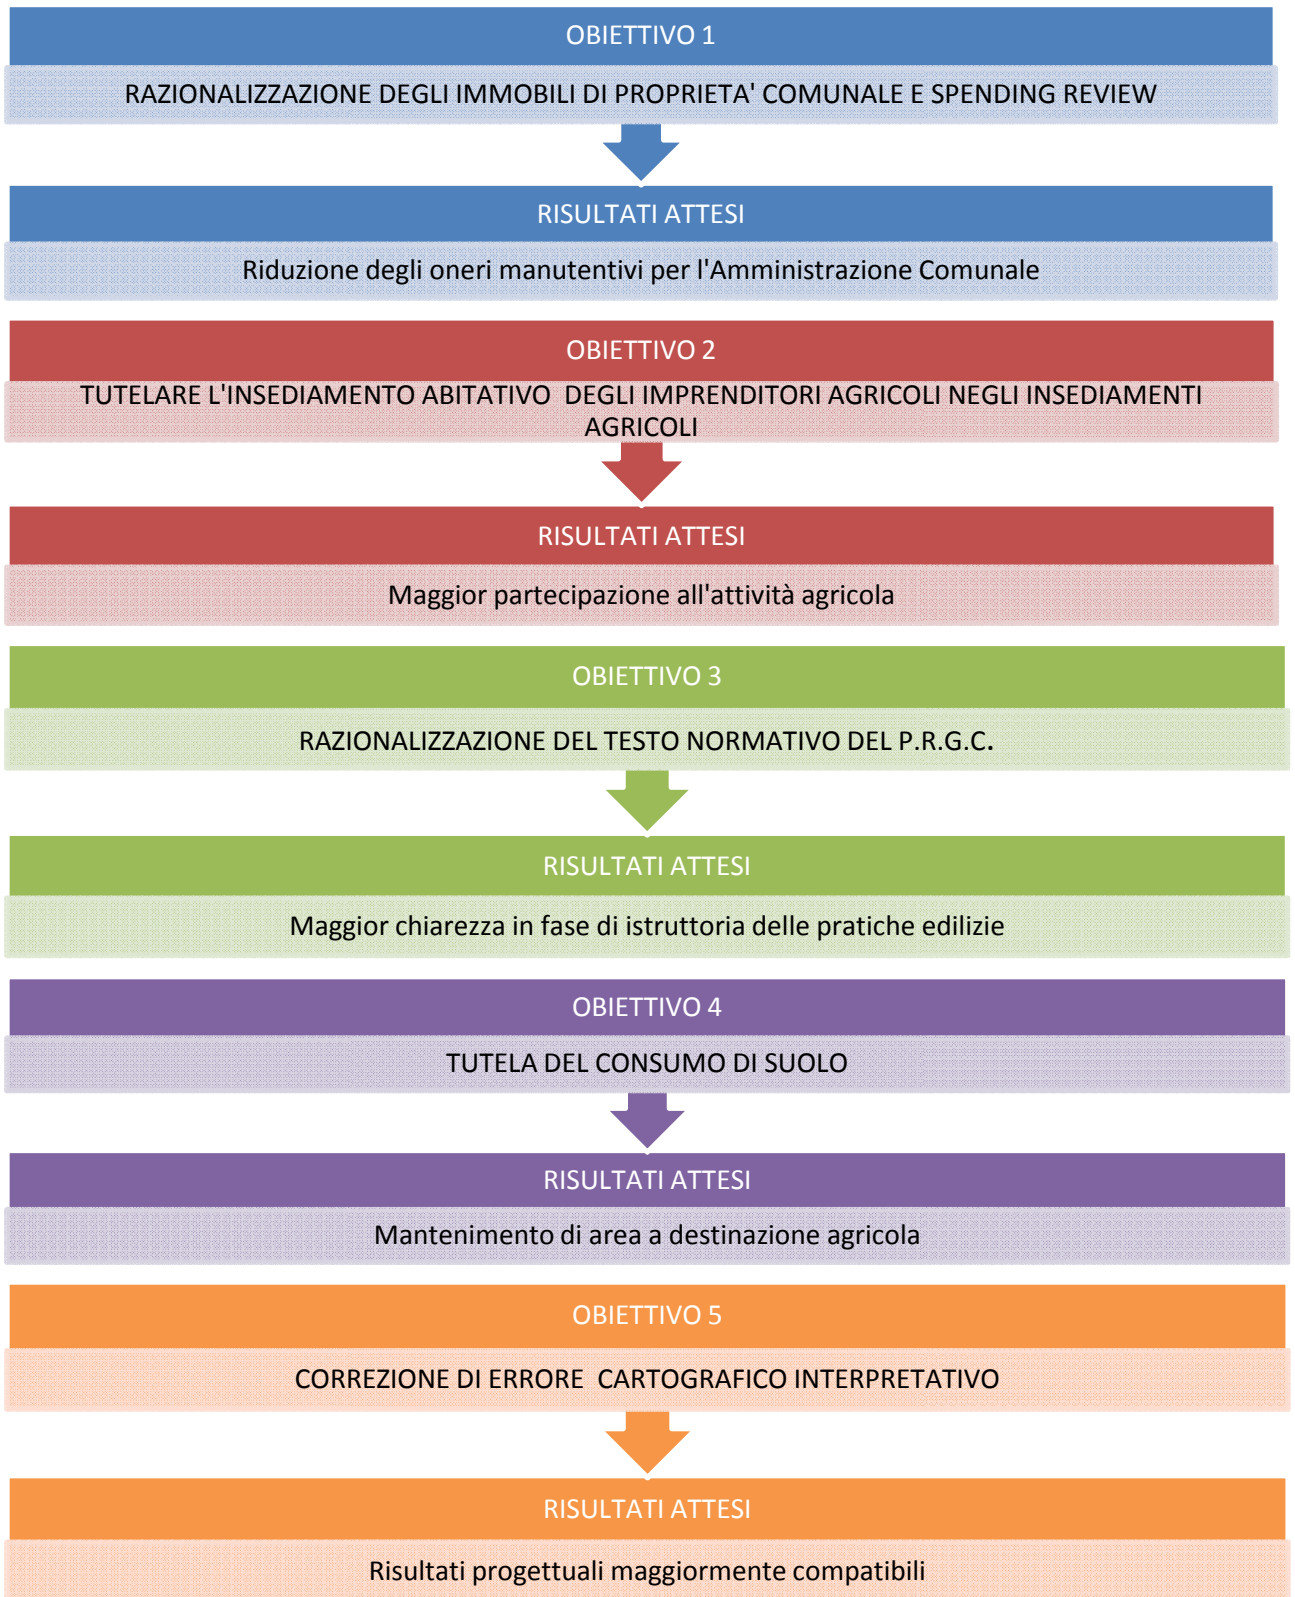 OBIETTIVO 1
RAZIONALIZZAZIONE DEGLI IMMOBILI DI PROPRIETA' COMUNALE E SPENDING REVIEW
RISULTATI ATTESI
Riduzione degli oneri manutentivi per l'Amministrazione Comunale
OBIETTIVO 2
TUTELARE L'INSEDIAMENTO ABITATIVO DEGLI IMPRENDITORI AGRICOLI NEGLI INSEDIAMENTI
AGRICOLI
RISULTATI ATTESI
Maggior partecipazione all'attività agricola
OBIETTIVO 3
RAZIONALIZZAZIONE DEL TESTO NORMATIVO DEL P.R.G.C.
RISULTATI ATTESI
Maggior chiarezza in fase di istruttoria delle pratiche edilizie
OBIETTIVO 4
TUTELA DEL CONSUMO DI SUOLO
RISULTATI ATTESI
Mantenimento di area a destinazione agricola
OBIETTIVO 5
CORREZIONE DI ERRORE CARTOGRAFICO INTERPRETATIVO
RISULTATI ATTESI
Risultati progettuali maggiormente compatibili